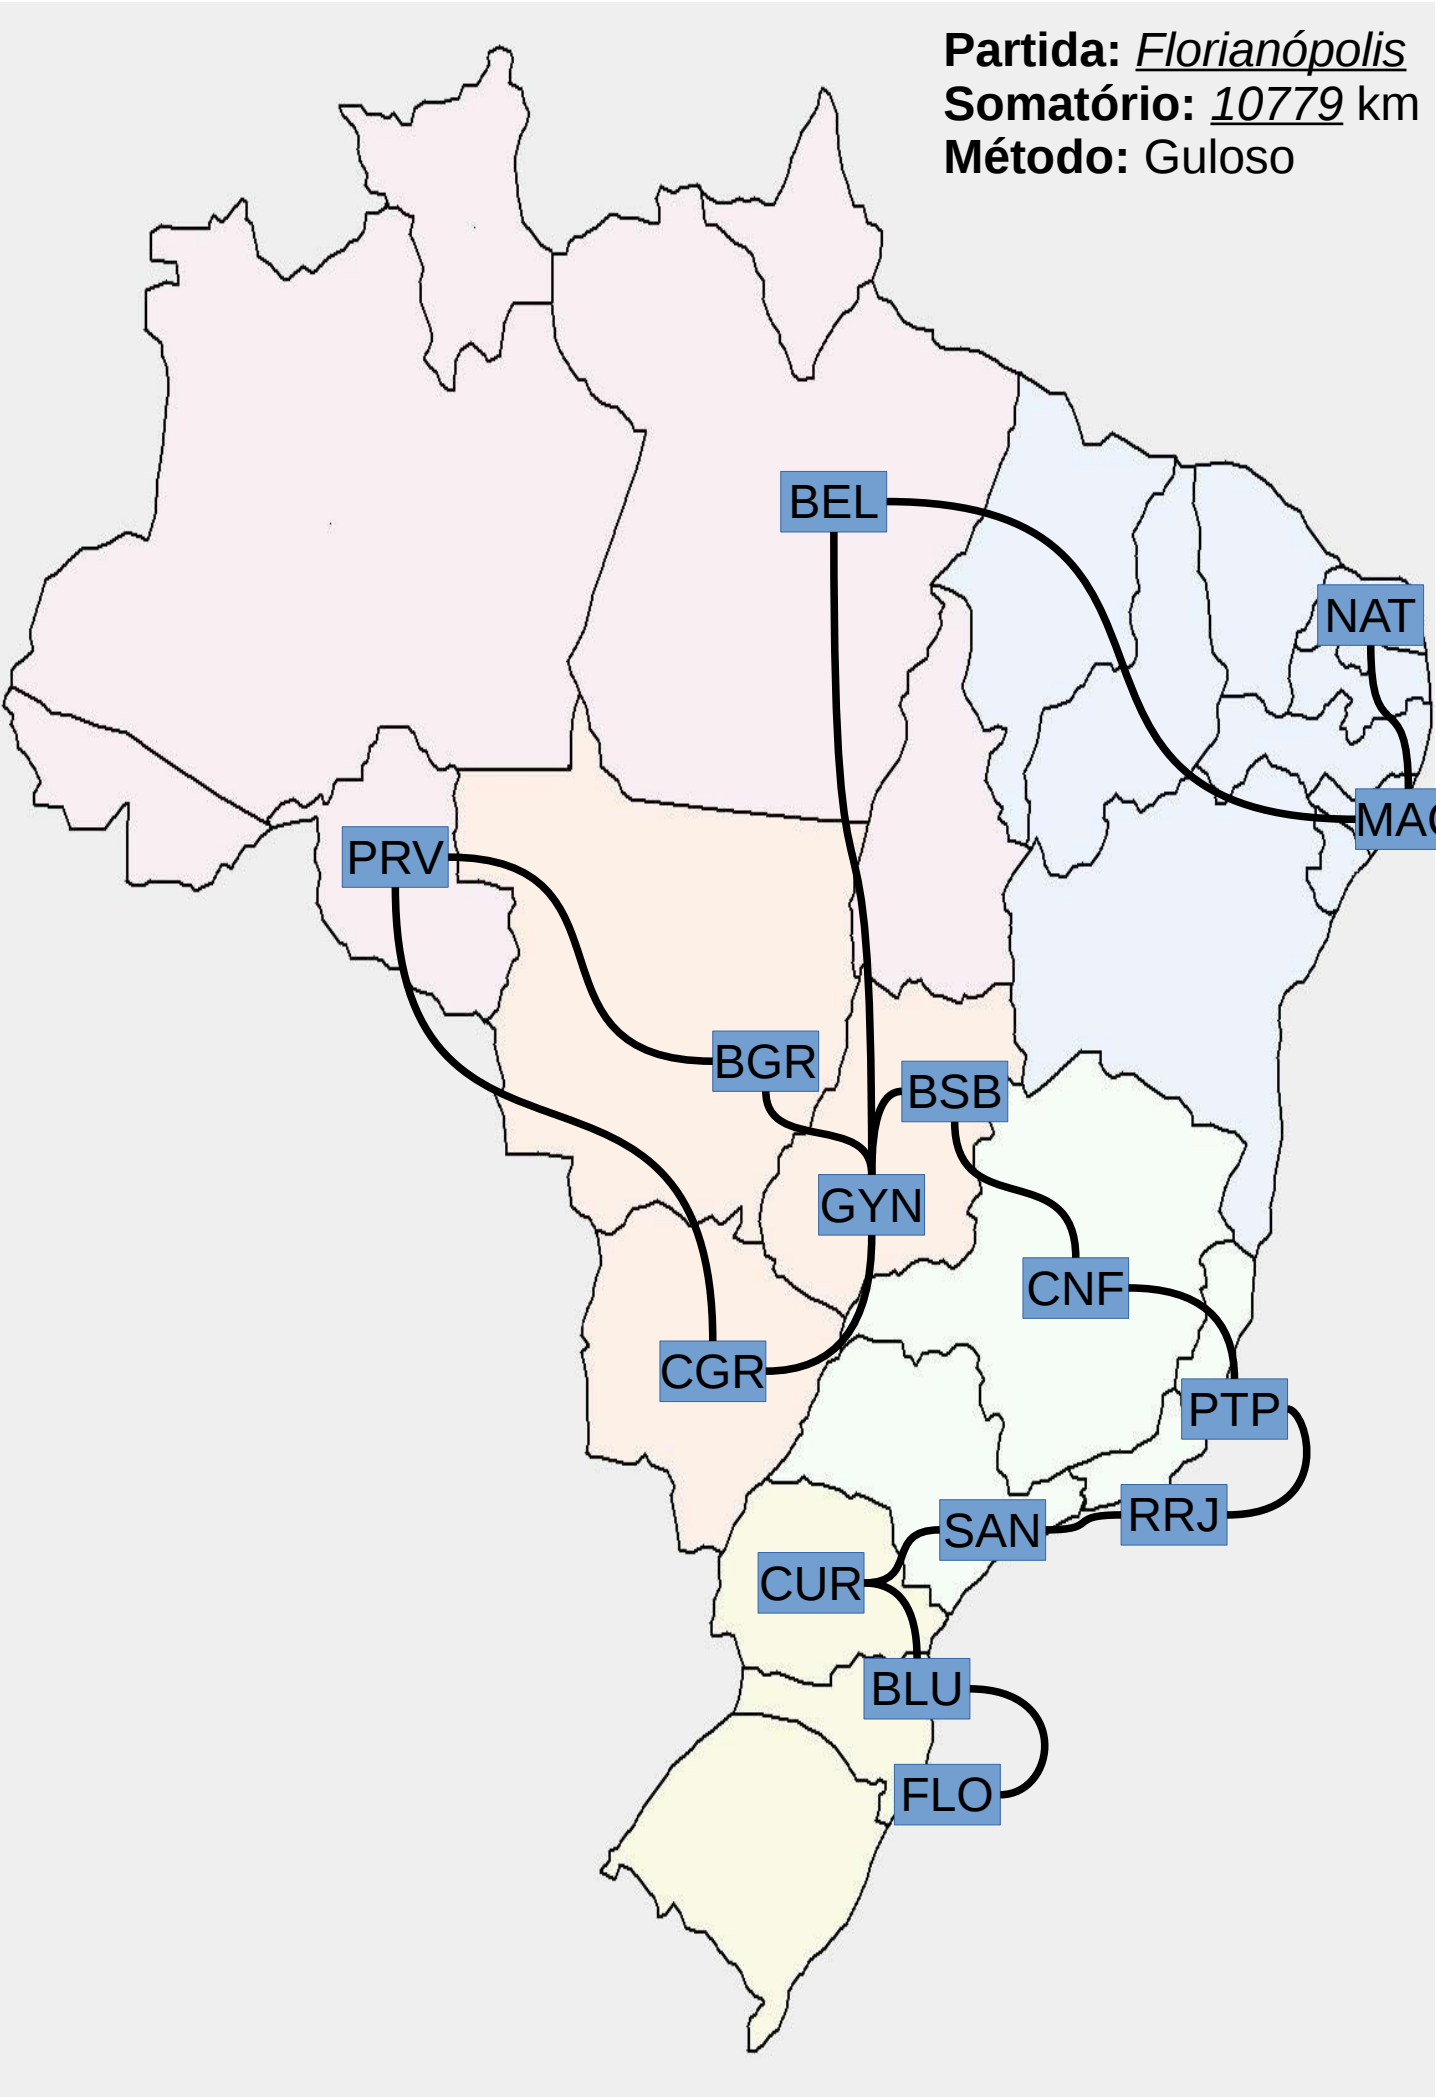 Partida: Florianópolis
Somatório: 10779 km
Método: Guloso
BEL
NAT
MAC
PRV
BGR
BSB
GYN
CNF
CGR
PTP
RRJ
SAN
CUR
BLU
FLO